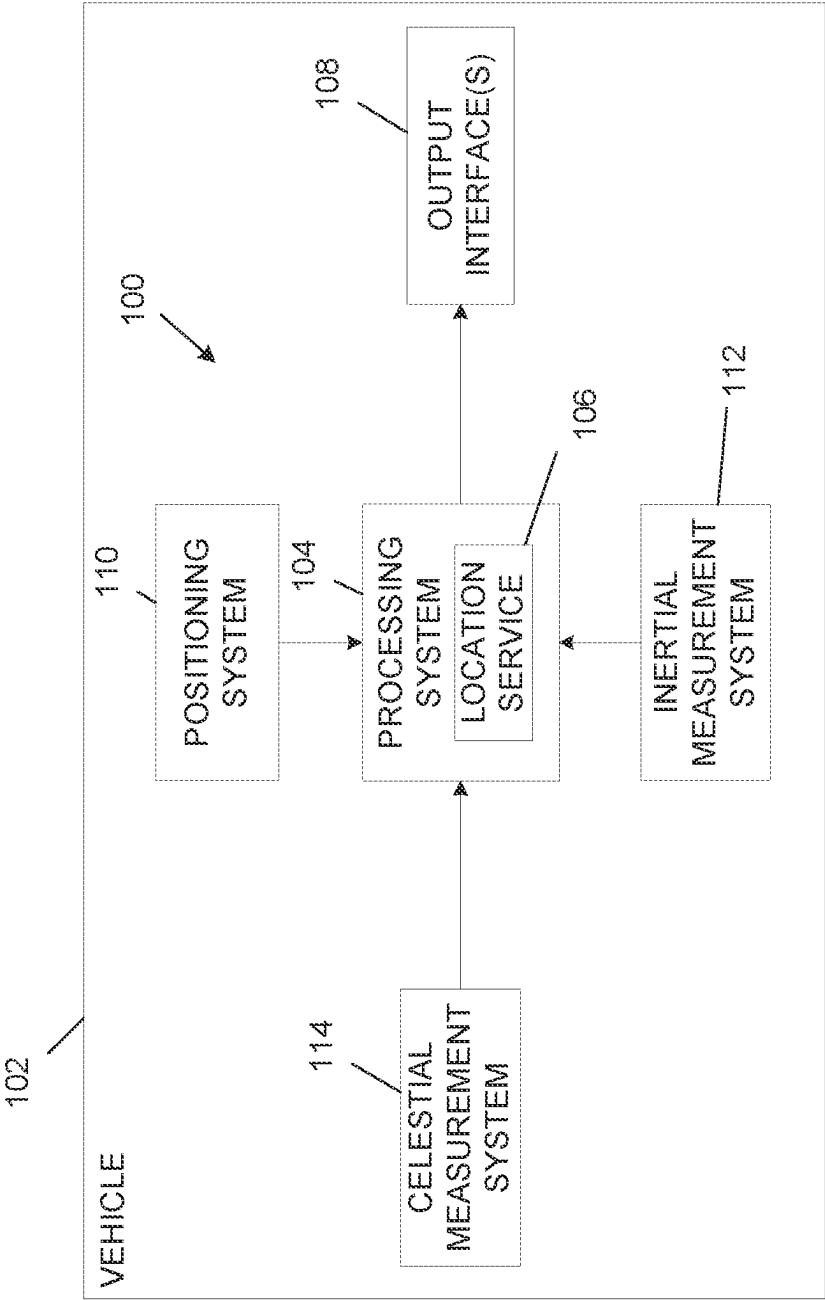 102
VEHICLE
100
110
POSITIONING
SYSTEM
104
PROCESSING
SYSTEM
LOCATION
SERVICE
106
108
OUTPUT
INTERFACE(S)
114
CELESTIAL
MEASUREMENT
SYSTEM
112
INERTIAL
MEASUREMENT
SYSTEM